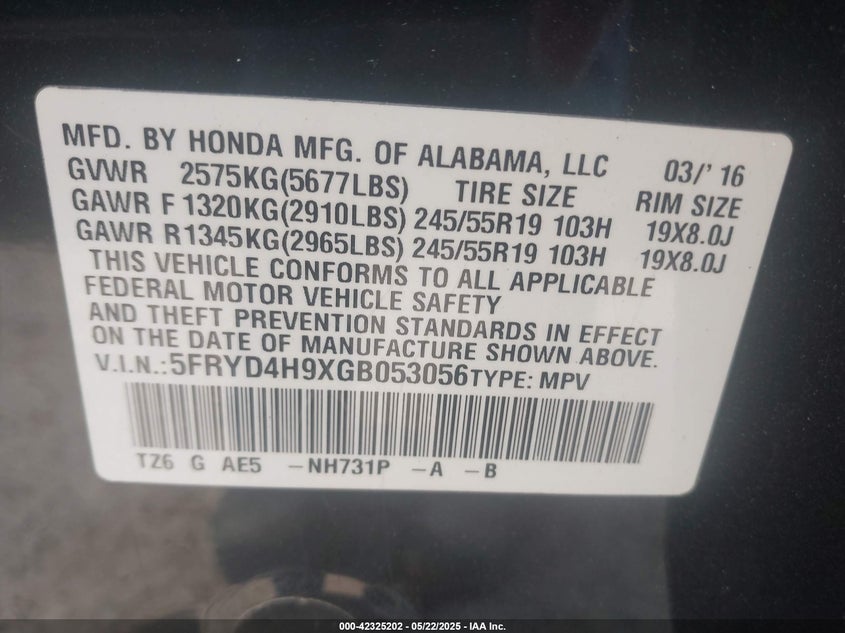 MFD. BY HONDA MFG. OF ALABAMA, LLC 03/' 16
GVWR 2575KG(5677LBS) TIRE SIZE RIM SIZE
GAWR F 1320KG(2910LBS) 245/55R19 103H 19X8.0J
GAWR R1345KG(2965LBS) 245/55R19 103H 19X8.0J
THIS VEHICLE CONFORMS TO ALL APPLICABLE
FEDERAL MOTOR VEHICLE SAFETY
AND THEFT PREVENTION STANDARDS IN EFFECT
ON THE DATE OF MANUFACTURE SHOWN ABOVE.
V.I.N.:5FRYD4H9XGB053056TYPE: MPV
TZ6 G AE5 -NH731P -A -B
000-42325202 - 05/22/2025 - IAA Inc.